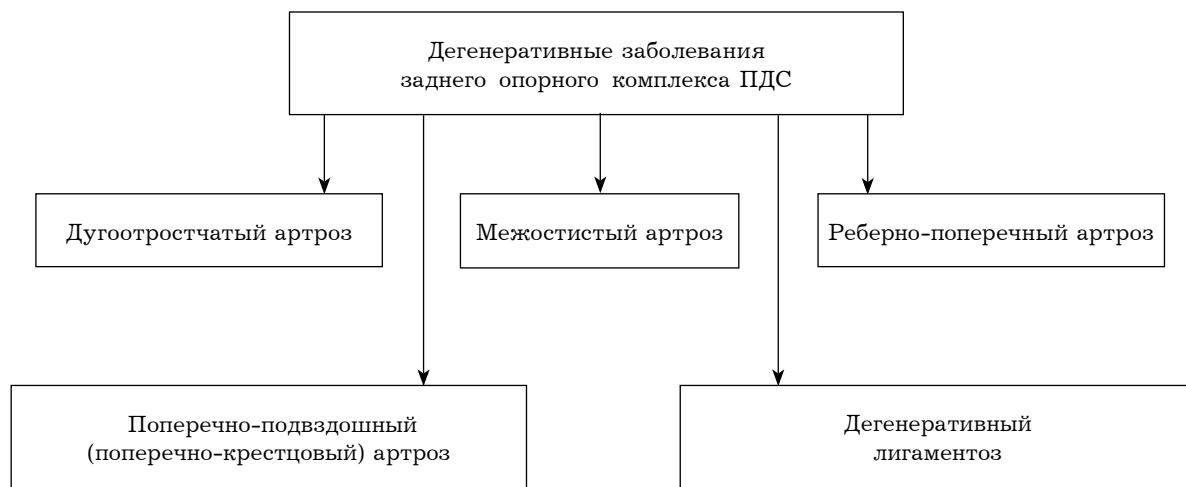 Дегенеративные заболевания
заднего опорного комплекса ПДС
Дугоотростчатый артроз
Межостистый артроз
Реберно-поперечный артроз
Поперечно-подвздошный
(поперечно-крестцовый) артроз
Дегенеративный
лигаментоз